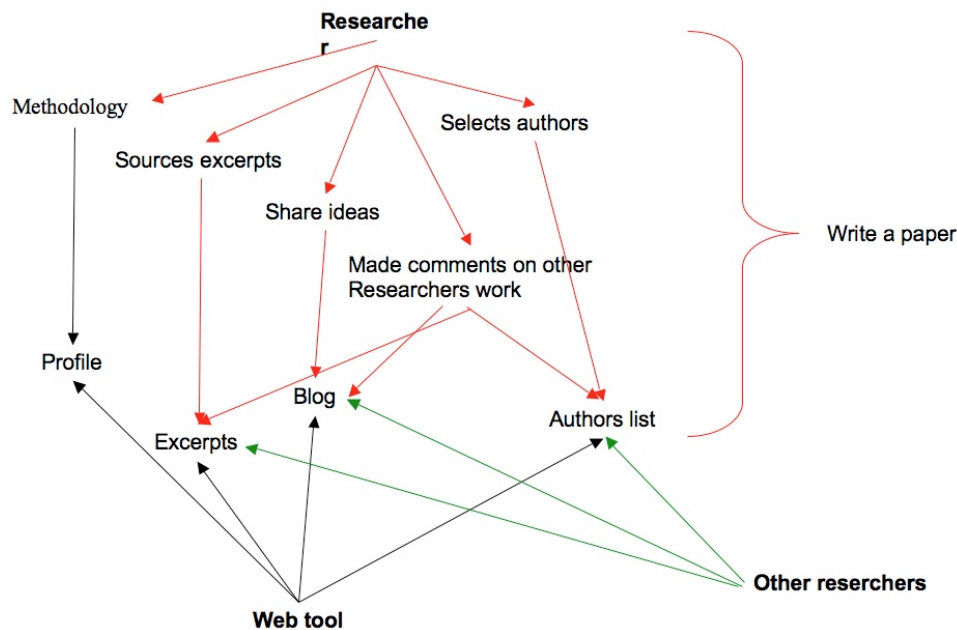 Researche
r
Methodology
Selects authors
Sources excerpts
Share ideas
Write a paper
Made comments on other
Researchers work
Profile
Blog
Authors list
Excerpts
Other reserchers
Web tool